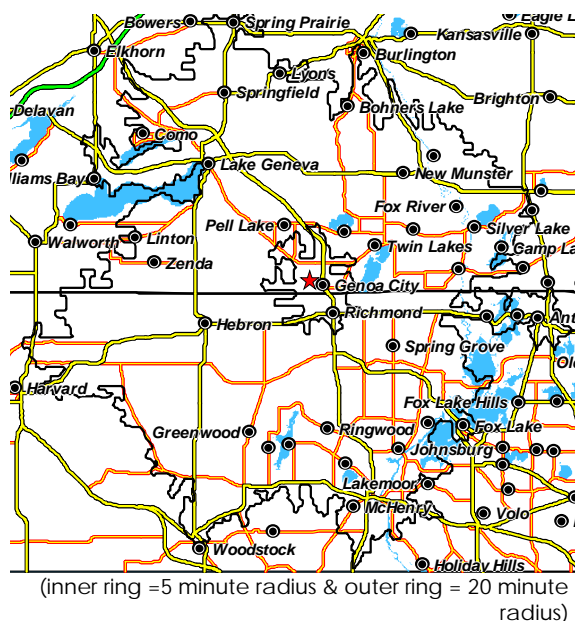 Bowers
Spring Prairie
Eagle L
Kansasville
Elkhorn
Burlington
Lyons
Springfield
Brighton
Bohners Lake
Delavan
Como
Lake Geneva
New Munster
lliams Bay
Fox River
Pell Lake
Silver Lake
Walworth
Linton
Twin Lakes
Camp La
Zenda
Genoa City
Richmond
Ant
Hebron
Spring Grove
Old
Harvard
Fox Lake Hills
Greenwood
Ringwood
Fox Lake
Johnsburg
Lakemoor
McHenry
Volo
Woodstock
Holiday Hills
(inner ring =5 minute radius & outer ring = 20 minute
radius)